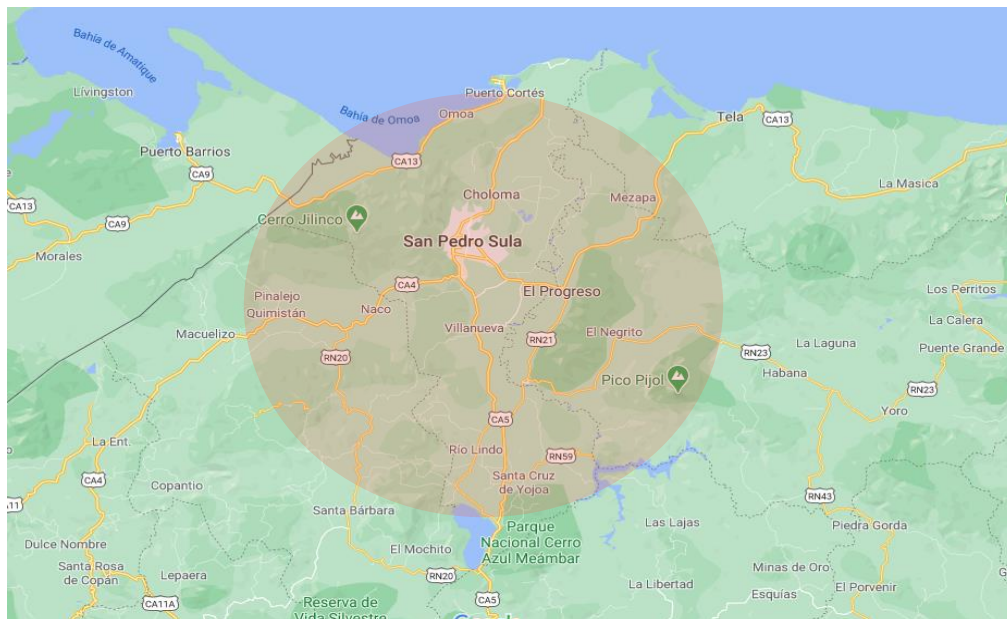 Bahía de Amatique
Lívingston
Puerto Cortés
Omoa
Bahía de Omoa
Tela
CA13
Puerto Barrios
CA13
CA9
La Masica
Choloma
Mezapa
CA13
Cerro Jilinco
CA9
San Pedro Sula
Morales
CA4
El Progreso
Los Perritos
Pinalejo
Quimistán
Naco
La Calera
Macuelizo
Villanueva
RN21
El Negrito
La Laguna
Puente Grande
RN20
RN23
Habana
Pico Pijol
RN23
Yoro
CA5
La Ent.
Río Lindo
RN59
CA4
Copantio
Santa Cruz
de Yojoa
RN43
A11
Santa Bárbara
Parque
Nacional Cerro
Azul Meámbar
Las Lajas
Piedra Gorda
Dulce Nombre
El Mochito
Santa Rosa
de Copán
Lepaera
RN20
Minas de Oro
La Libertad
Esquías
El Porvenir
CA11A
Reserva de
Vida Silvestre
CA5